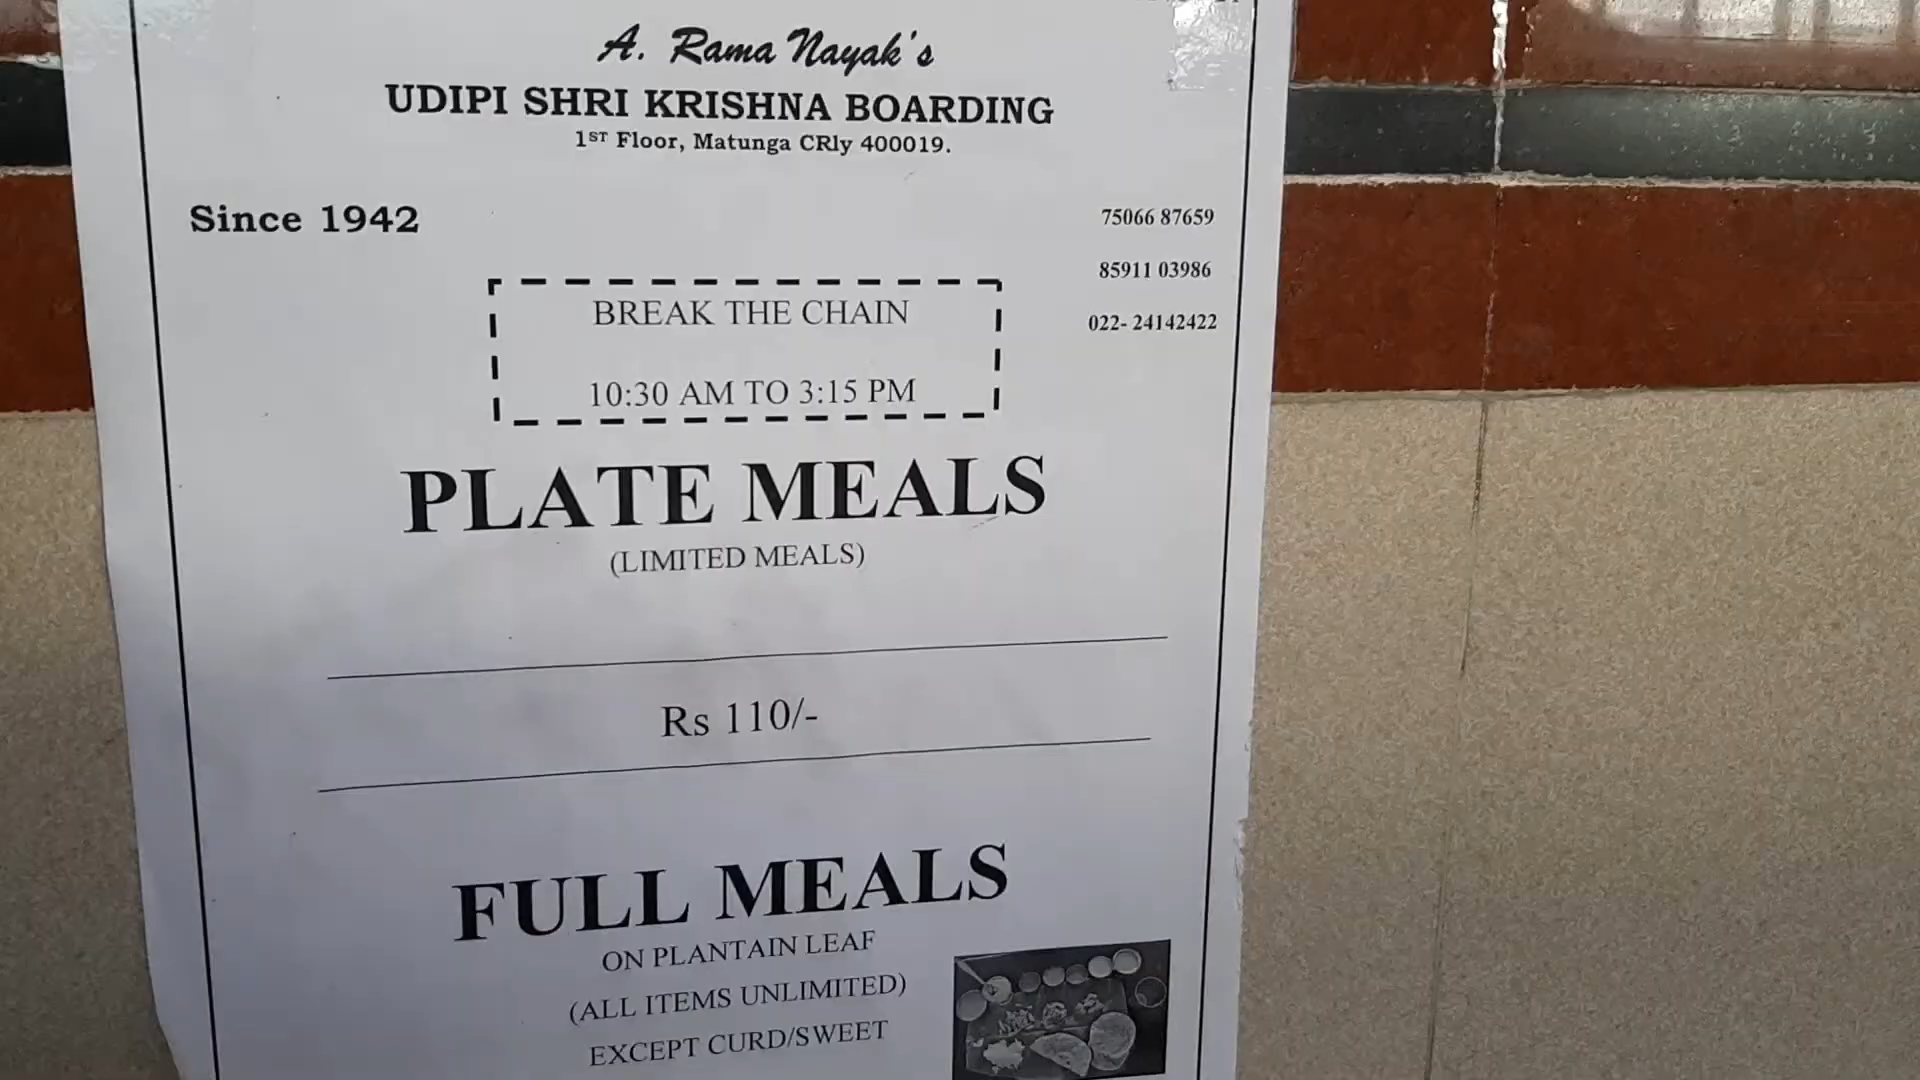 A. Rama Nayak's
UDIPI SHRI KRISHNA BOARDING
1ST Floor, Matunga CRly 400019.
Since 1942
75066 87659
85911 03986
022- 24142422
BREAK THE CHAIN
10:30 AM TO 3:15 PM
PLATE MEALS
(LIMITED MEALS)
Rs 110/-
FULL MEALS
ON PLANTAIN LEAF
(ALL ITEMS UNLIMITED)
EXCEPT CURD/SWEET